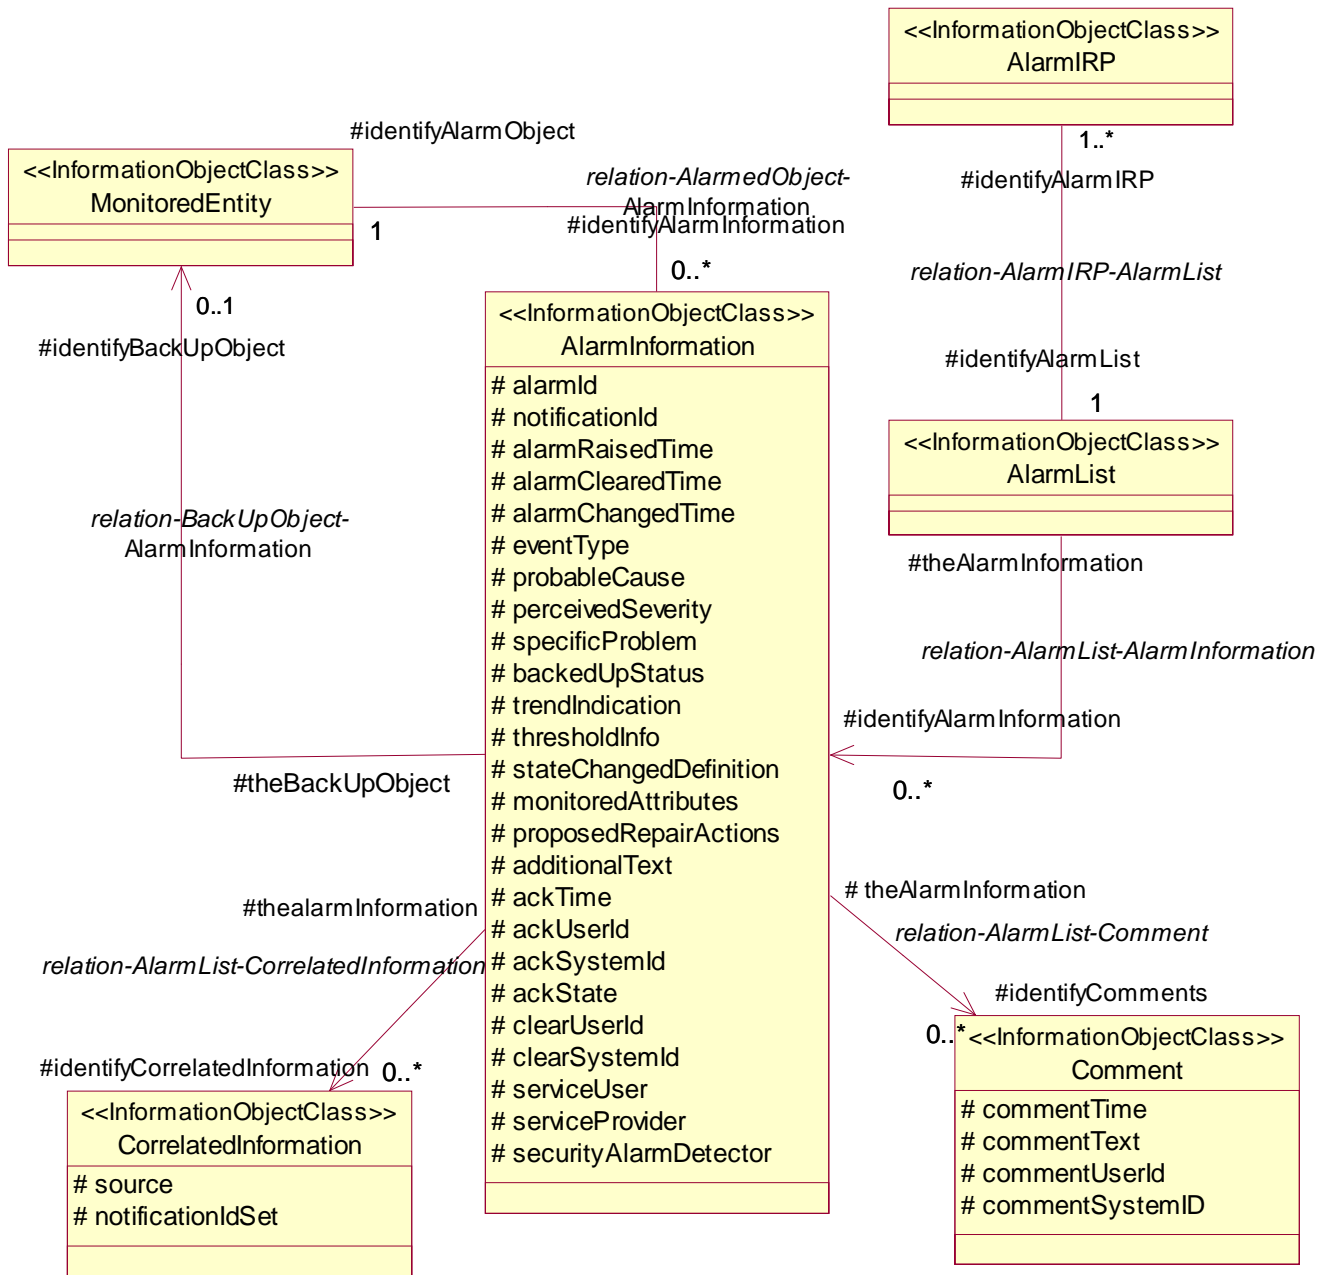 <<InformationObjectClass>>
AlarmIRP
1..*
#identifyAlarmIRP
relation-AlarmIRP-AlarmList
#identifyAlarmList
1
<<InformationObjectClass>>
AlarmList
#theAlarmInformation
relation-AlarmList-AlarmInformation
#identifyAlarmInformation
0..*
#identifyAlarmObject
<<InformationObjectClass>>
MonitoredEntity
1
relation-AlarmedObject-
AlarmInformation
#identifyAlarmInformation
0..*
0..1
#identifyBackUpObject
relation-BackUpObject-
AlarmInformation
#theBackUpObject
<<InformationObjectClass>>
AlarmInformation
# alarmId
# notificationId
# alarmRaisedTime
# alarmClearedTime
# alarmChangedTime
# eventType
# probableCause
# perceivedSeverity
# specificProblem
# backedUpStatus
# trendIndication
# thresholdInfo
# stateChangedDefinition
# monitoredAttributes
# proposedRepairActions
# additionalText
# ackTime
# ackUserId
# ackSystemId
# ackState
# clearUserId
# clearSystemId
# serviceUser
# serviceProvider
# securityAlarmDetector
#thealarmInformation
relation-AlarmList-CorrelatedInformation
#identifyCorrelatedInformation
0..*
<<InformationObjectClass>>
CorrelatedInformation
# source
# notificationIdSet
# theAlarmInformation
relation-AlarmList-Comment
#identifyComments
0..*
<<InformationObjectClass>>
Comment
# commentTime
# commentText
# commentUserId
# commentSystemID